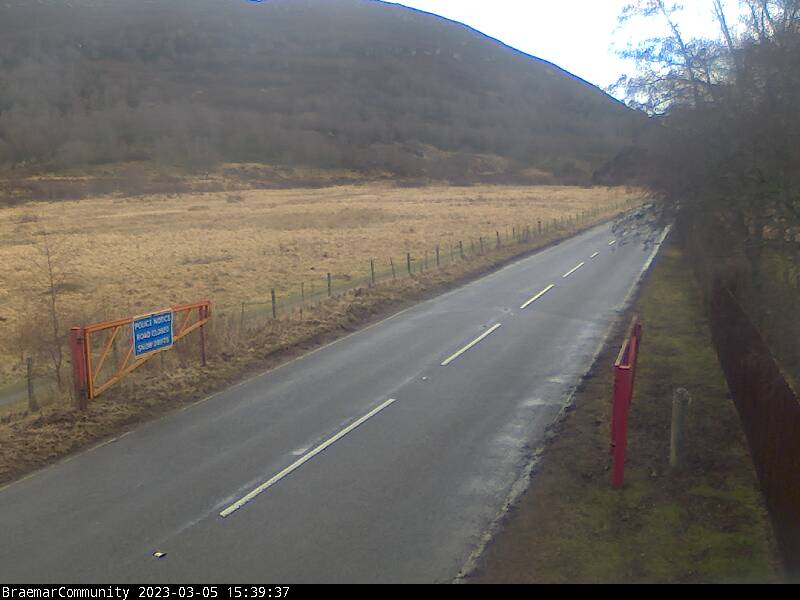 POLICE NOTICE
ROAD CLOSED
SNOW DRIFTS
BraemarCommunity 2023-03-05 15:39:37